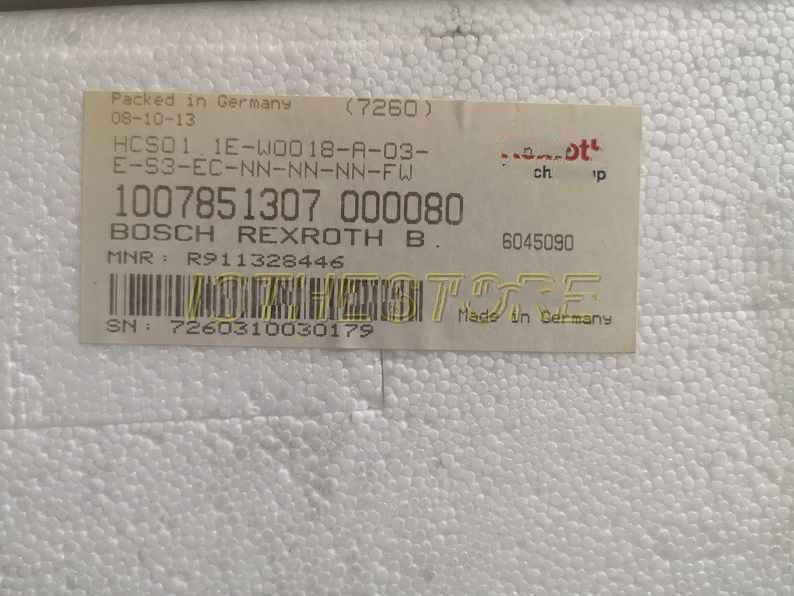 Packed in Germany (7260)
08-10-13
HCS01.1E-W0018-A-03-
E-S3-EC-NN-NN-NN-FW
1007851307 000080
BOSCH REXROTH B.
6045090
MNR: R911328446
IOTHESTORE
SN: 7260310030179
Made in Germany